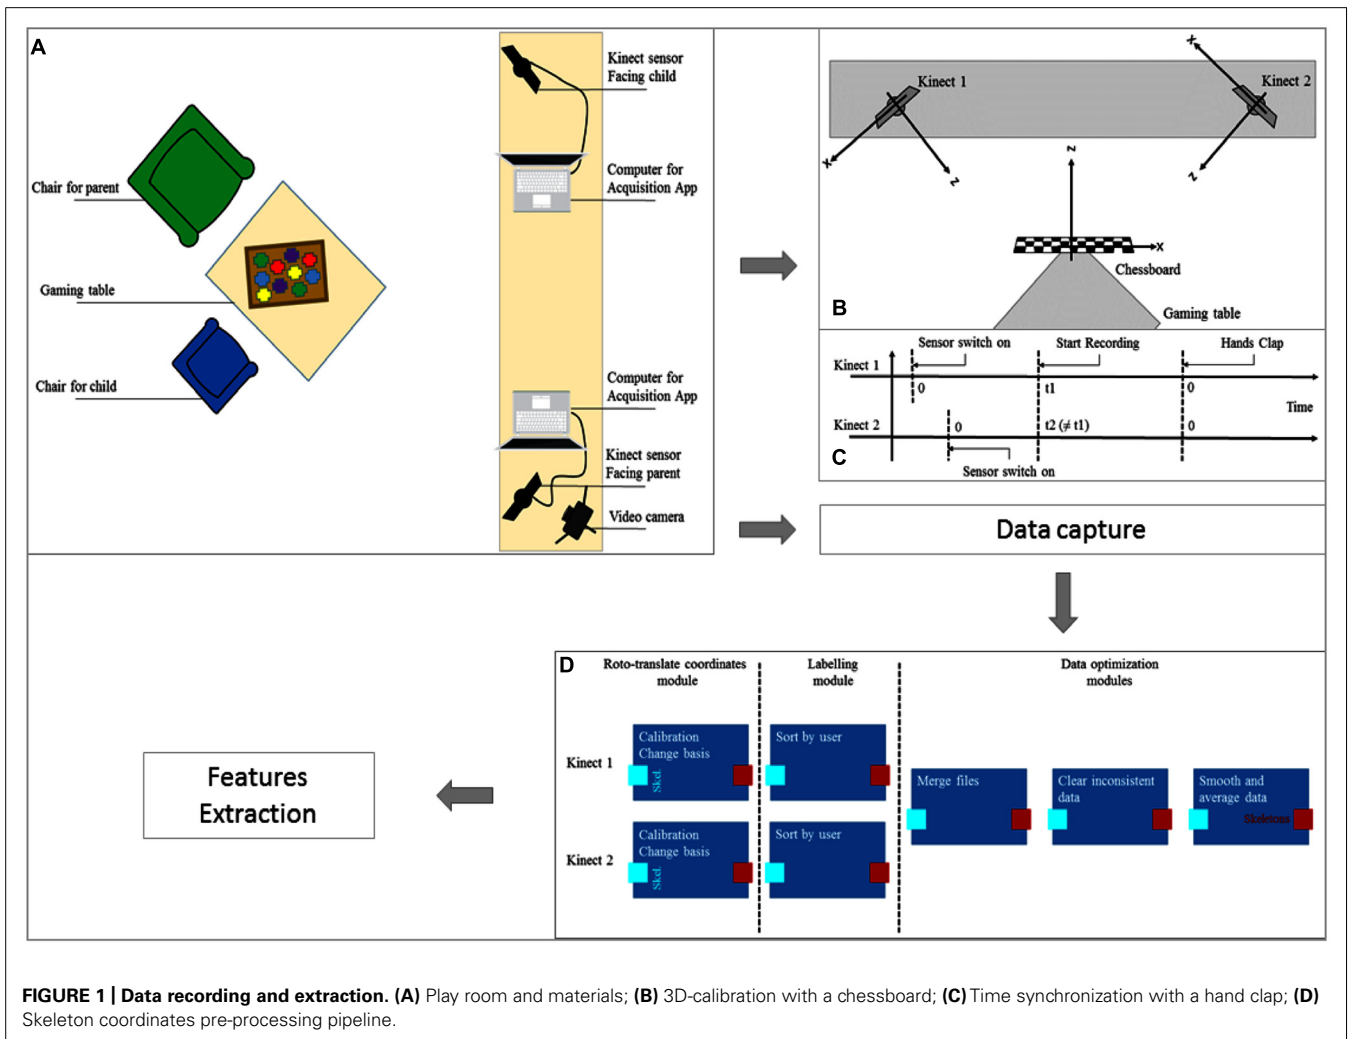 A
Kinect sensor
Facing child
Chair for parent
Computer for
Acquisition App
Gaming table
Chair for child
Computer for
Acquisition App
Kinect sensor
Facing parent
Video camera
Kinect 1
Kinect 2
X
X
Z
Z
Z
X
Chessboard
Gaming table
B
Kinect 1
Sensor switch on
Start Recording
Hands Clap
0
t1
0
Time
Kinect 2
0
t2 (≠ t1)
0
C
Sensor switch on
Data capture
D
Roto-translate coordinates
module
Labelling
module
Data optimization
modules
Kinect 1
Calibration
Change basis
Skel.
Sort by user
Kinect 2
Calibration
Change basis
Skel.
Sort by user
Merge files
Clear inconsistent
data
Smooth and
average data
Skeletons
Features
Extraction
FIGURE 1 | Data recording and extraction. (A) Play room and materials; (B) 3D-calibration with a chessboard; (C) Time synchronization with a hand clap; (D)
Skeleton coordinates pre-processing pipeline.